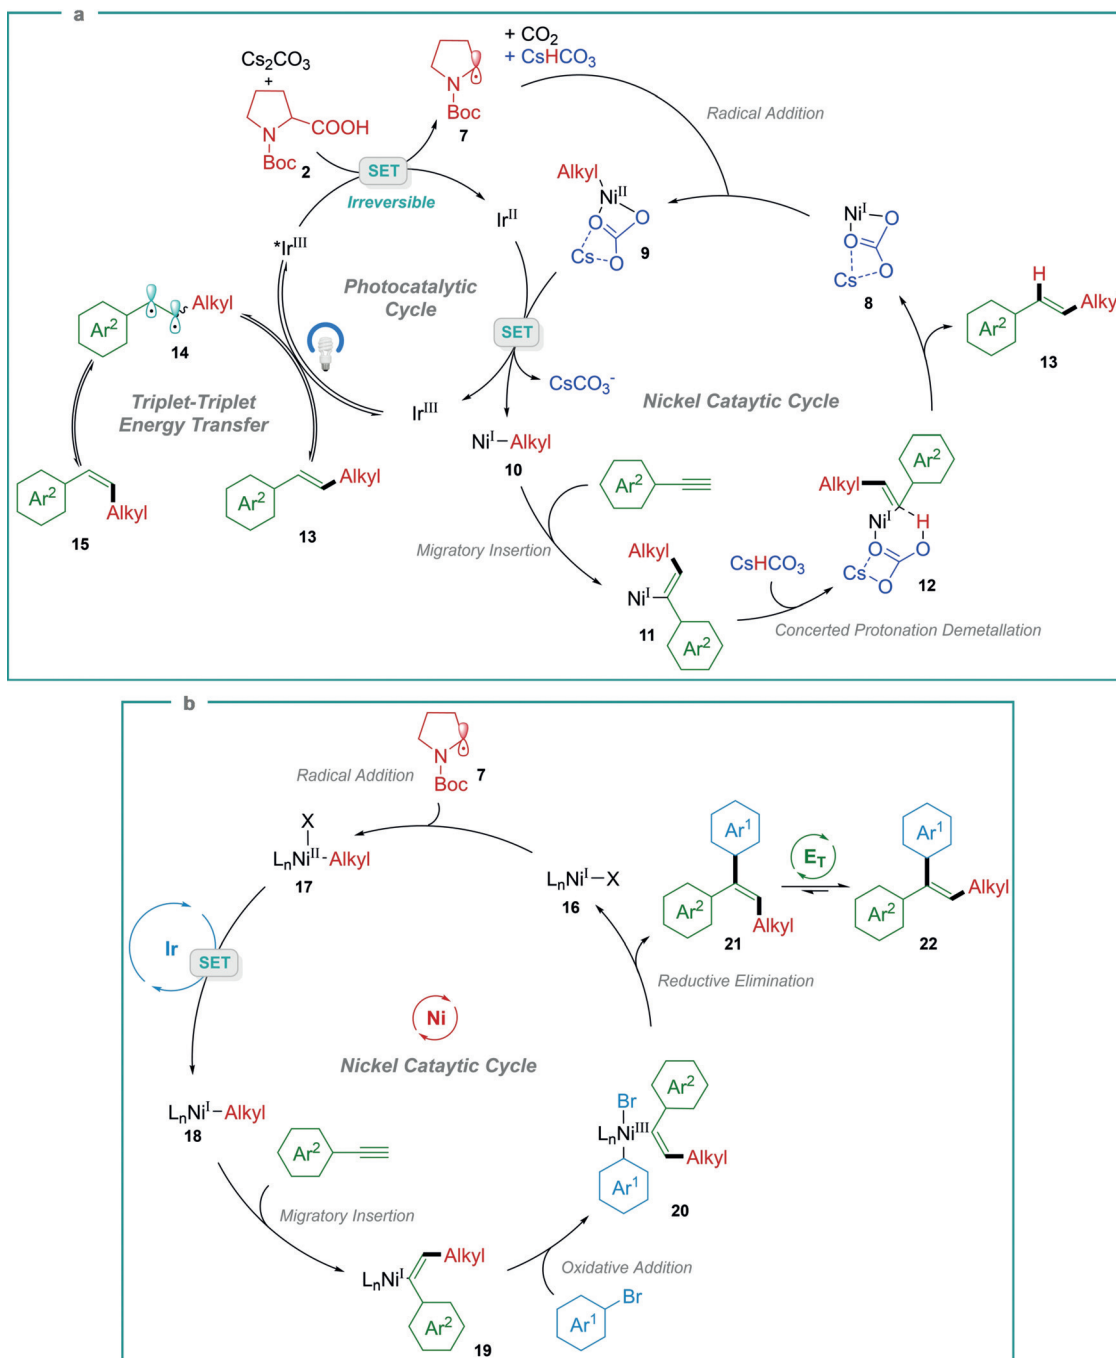 a
Cs2CO3
+
N
Boc
COOH
2
N
Boc
7
+ CO2
+ CsHCO3
Radical Addition
SET
Irreversible
IrII
*IrIII
Alkyl
NiII
O
O
O
Cs
9
NiI
O
O
O
Cs
8
H
Ar2
Alkyl
13
Photocatalytic
Cycle
Ar2
Alkyl
14
SET
CsCO3-
Triplet-Triplet
Energy Transfer
IrIII
Nickel Cataytic Cycle
NiI
Alkyl
10
Ar2
Ar2
Alkyl
15
Ar2
Alkyl
13
Migratory Insertion
Alkyl
NiI
Ar2
11
CsHCO3
Concerted Protonation Demetallation
Ar2
Alkyl
NiI
H
O
O
O
Cs
12
b
N
Boc
7
Radical Addition
X
LnNiII
Alkyl
17
LnNiI
X
16
Ar1
Ar2
Alkyl
21
ET
Ar1
Ar2
Alkyl
22
Ir
SET
Reductive Elimination
Ni
Nickel Cataytic Cycle
LnNiI
Alkyl
18
Ar2
Migratory Insertion
Br
LnNiIII
Ar2
Alkyl
Ar1
20
LnNiI
Alkyl
Ar2
19
Oxidative Addition
Br
Ar1